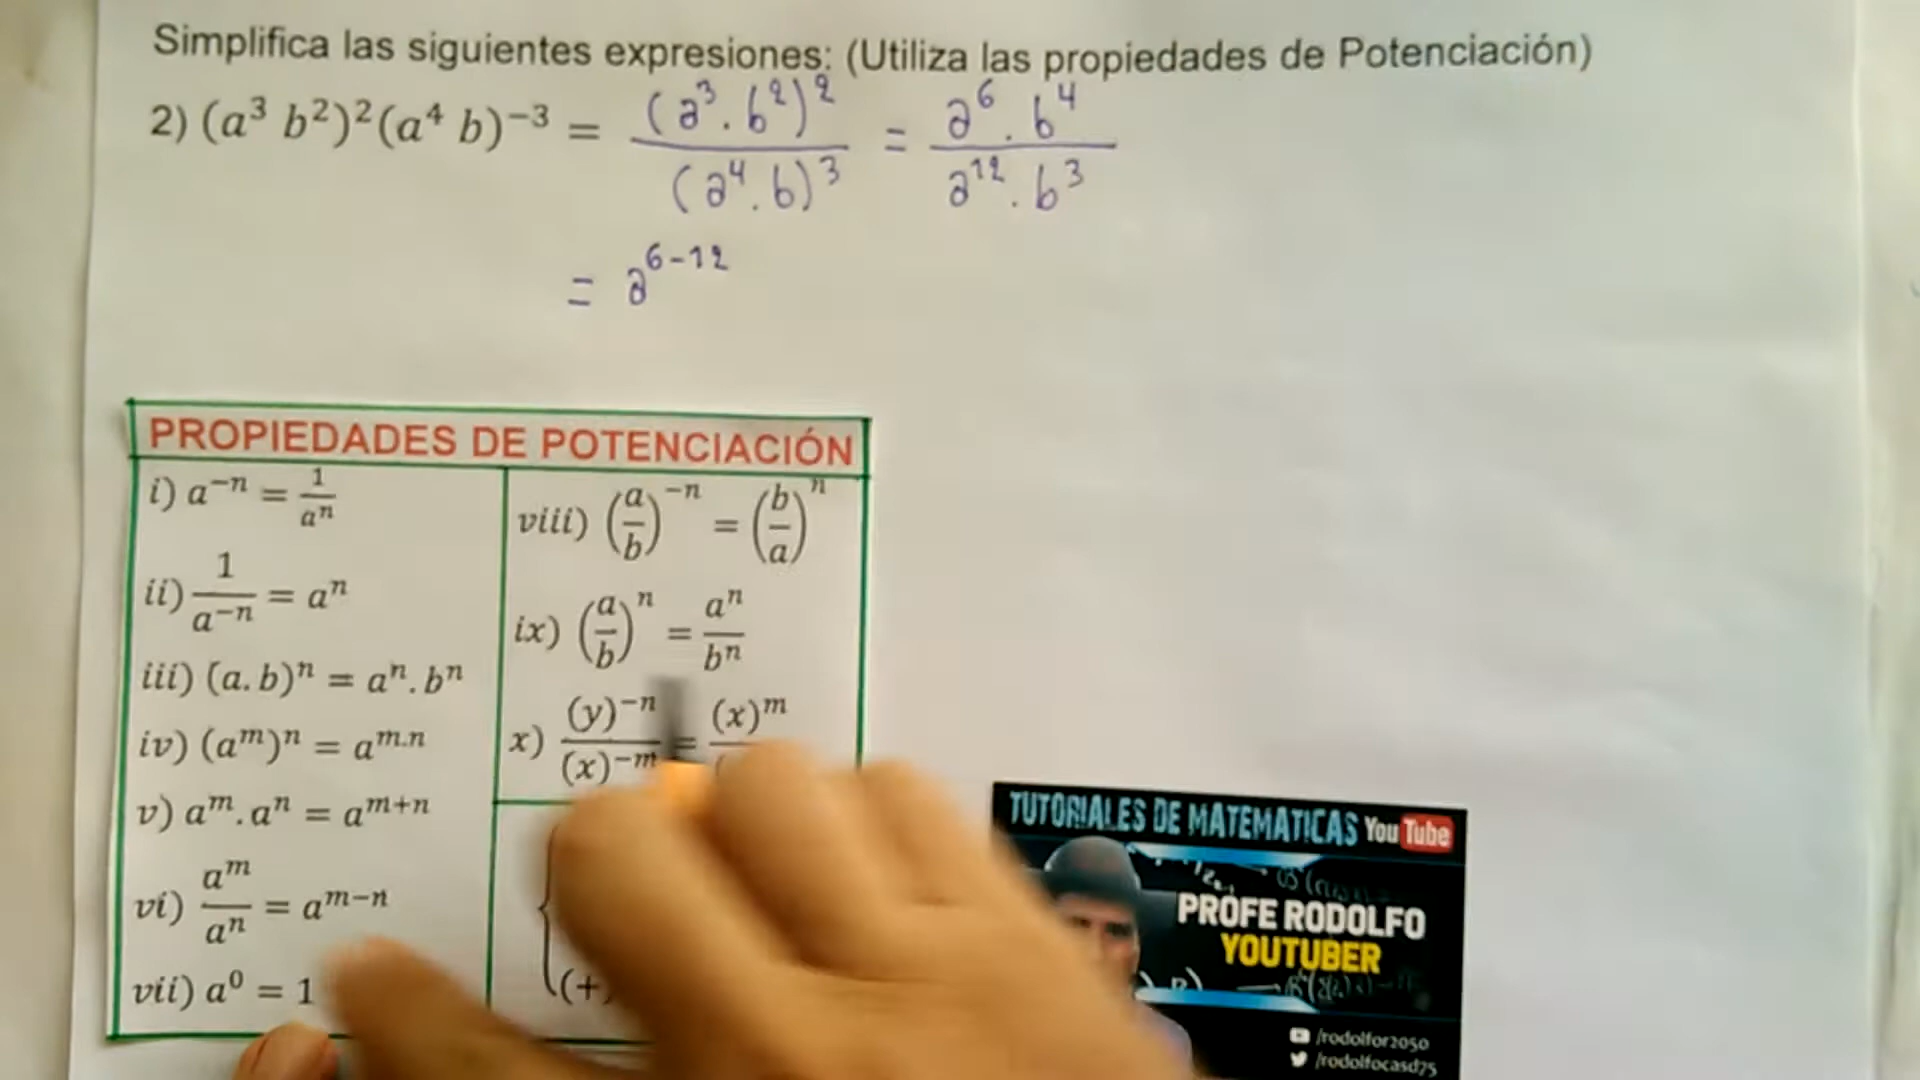 Simplifica las siguientes expresiones: (Utiliza las propiedades de Potenciación)
2) (a³ b²)²(a⁴ b)⁻³ = (a³.b²)²/(a⁴.b)³ = a⁶.b⁴/a¹².b³
= a⁶⁻¹²
PROPIEDADES DE POTENCIACIÓN
i) a⁻ⁿ = 1/aⁿ
ii) 1/a⁻ⁿ = aⁿ
iii) (a.b)ⁿ = aⁿ.bⁿ
iv) (aᵐ)ⁿ = aᵐ·ⁿ
v) aᵐ.aⁿ = aᵐ⁺ⁿ
vi) aᵐ/aⁿ = aᵐ⁻ⁿ
vii) a⁰ = 1
viii) (a/b)⁻ⁿ = (b/a)ⁿ
ix) (a/b)ⁿ = aⁿ/bⁿ
x) (y)⁻ⁿ/(x)⁻ᵐ = (x)ᵐ
(+)
TUTORIALES DE MATEMATICAS YouTube
PROFE RODOLFO
YOUTUBER
/rodolfor2050
/rodolfocasd75